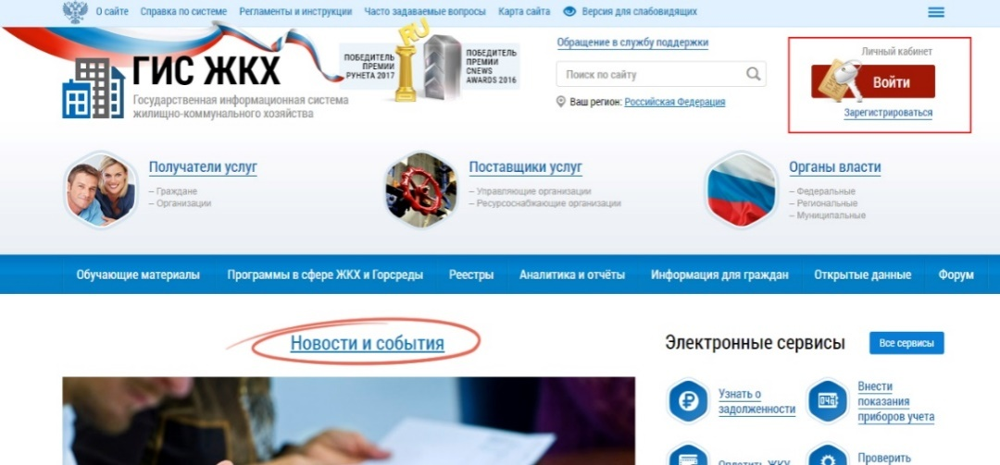 О сайте Справка по системе Регламенты и инструкции Часто задаваемые вопросы Карта сайта Версия для слабовидящих
ГИС ЖКХ
Государственная информационная система
жилищно-коммунального хозяйства
ПОБЕДИТЕЛЬ
ПРЕМИИ
РУНЕТА 2017
RU
ПОБЕДИТЕЛЬ
ПРЕМИИ
CNEWS
AWARDS 2016
Обращение в службу поддержки
Поиск по сайту
Ваш регион: Российская Федерация
Личный кабинет
Войти
Зарегистрироваться
Получатели услуг
– Граждане
– Организации
Поставщики услуг
– Управляющие организации
– Ресурсоснабжающие организации
Органы власти
– Федеральные
– Региональные
– Муниципальные
Обучающие материалы Программы в сфере ЖКХ и Горсреды Реестры Аналитика и отчёты Информация для граждан Открытые данные Форум
Новости и события
Электронные сервисы
Все сервисы
Узнать о
задолженности
Внести
показания
приборов учета
Оплатить ЖКУ
Проверить